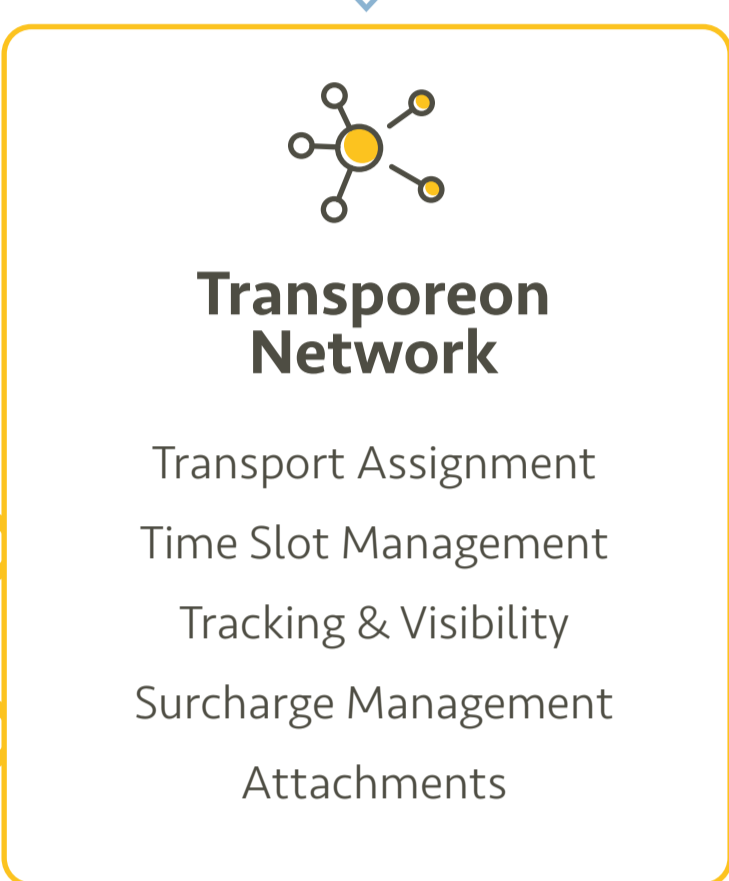 Transporeon
Network
Transport Assignment
Time Slot Management
Tracking & Visibility
Surcharge Management
Attachments